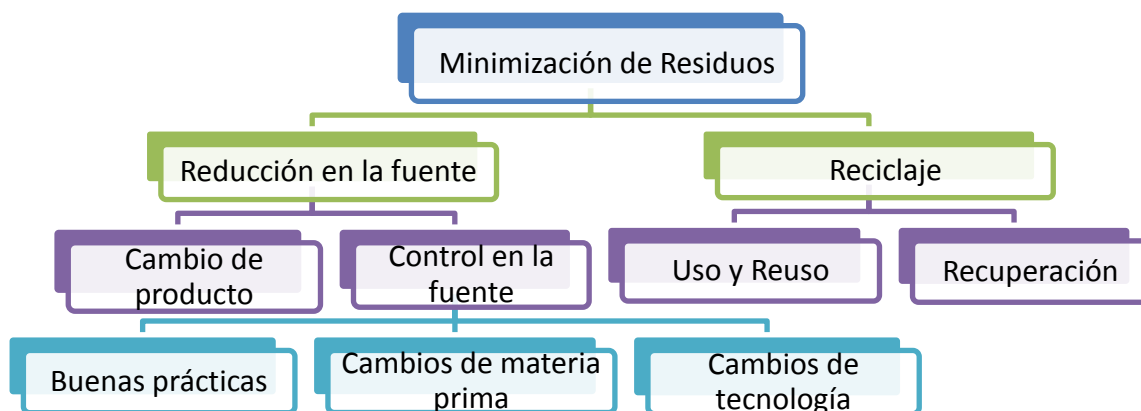 Minimización de Residuos
Reducción en la fuente
Reciclaje
Cambio de
producto
Control en la
fuente
Uso y Reuso
Recuperación
Buenas prácticas
Cambios de materia
prima
Cambios de
tecnología